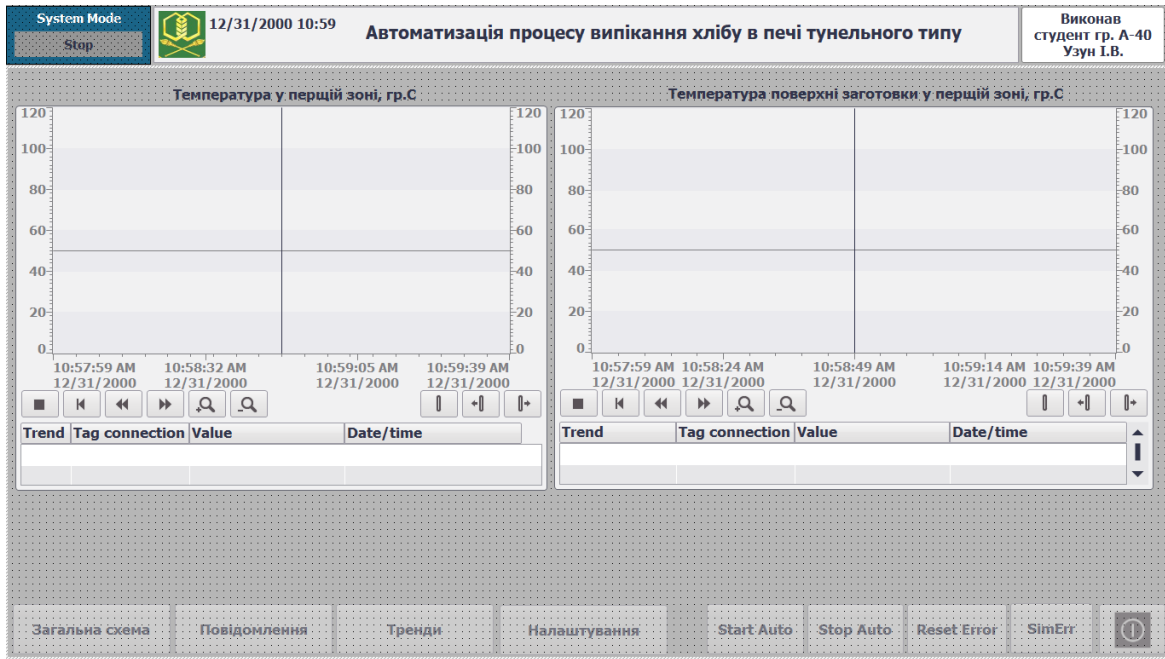 System Mode
Stop
12/31/2000 10:59
Автоматизація процесу випікання хлібу в печі тунельного типу
Виконав
студент гр. А-40
Узун І.В.
Температура у перщій зоні, гр.С
120 120
100 100
80 80
60 60
40 40
20 20
0 0
10:57:59 AM 10:58:32 AM 10:59:05 AM 10:59:39 AM
12/31/2000 12/31/2000 12/31/2000 12/31/2000
Trend Tag connection Value Date/time
Температура поверхні заготовки у перщій зоні, гр.С
120 120
100 100
80 80
60 60
40 40
20 20
0 0
10:57:59 AM 10:58:24 AM 10:58:49 AM 10:59:14 AM 10:59:39 AM
12/31/2000 12/31/2000 12/31/2000 12/31/2000 12/31/2000
Trend Tag connection Value Date/time
Загальна схема Повідомлення Тренди Налаштування Start Auto Stop Auto Reset Error SimErr